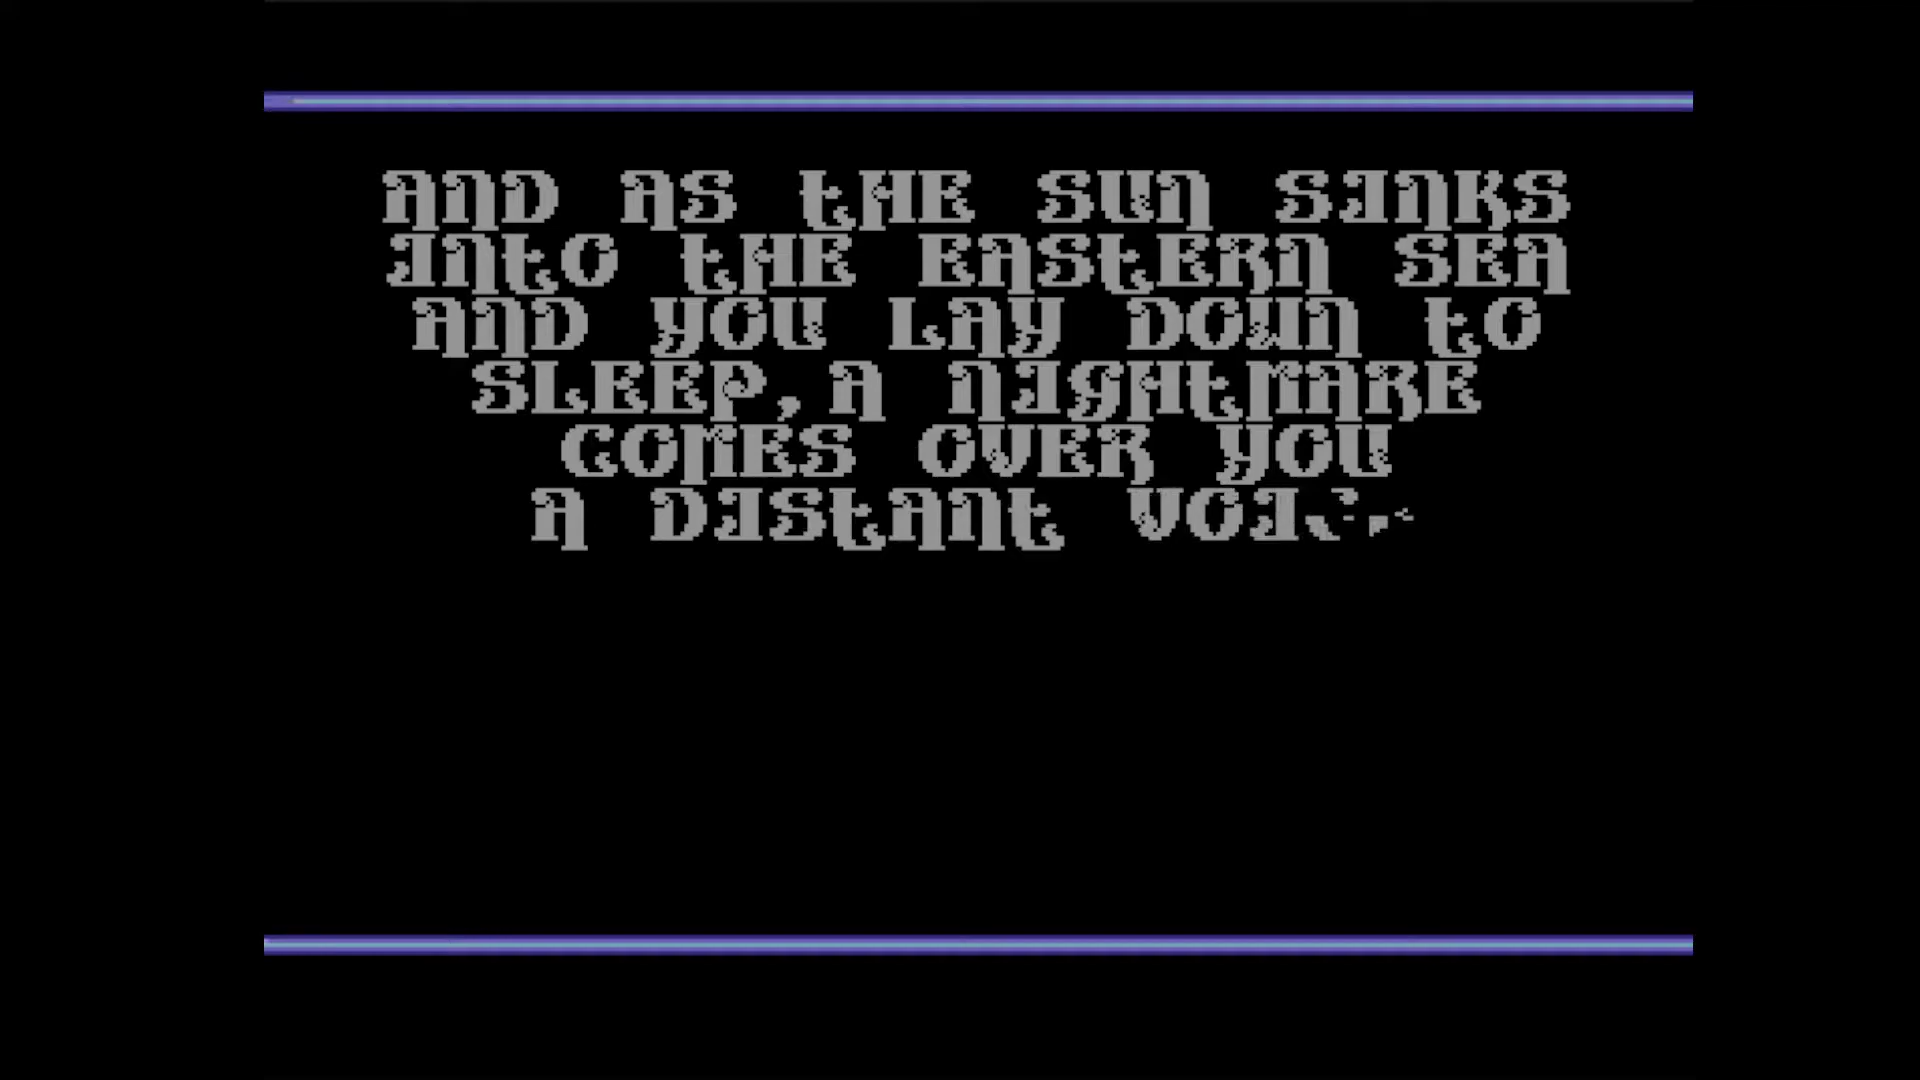 AND AS tHE SUN SINKS
INtO tHE EAStERN SEA
AND YOU LAY DOWN tO
SLEEP,A NIGHtMARE
COMES OVER YOU
A DIStANt